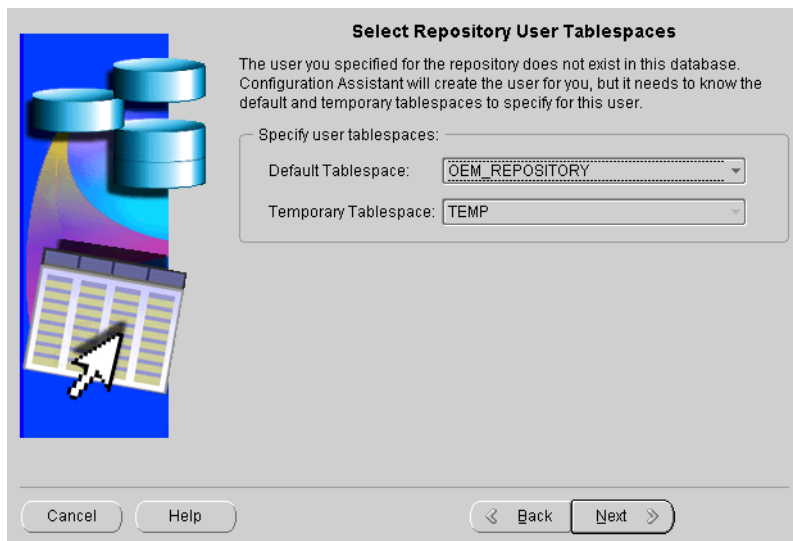 Select Repository User Tablespaces
The user you specified for the repository does not exist in this database.
Configuration Assistant will create the user for you, but it needs to know the
default and temporary tablespaces to specify for this user.
Specify user tablespaces:
Default Tablespace: OEM_REPOSITORY
Temporary Tablespace: TEMP
Cancel Help Back Next